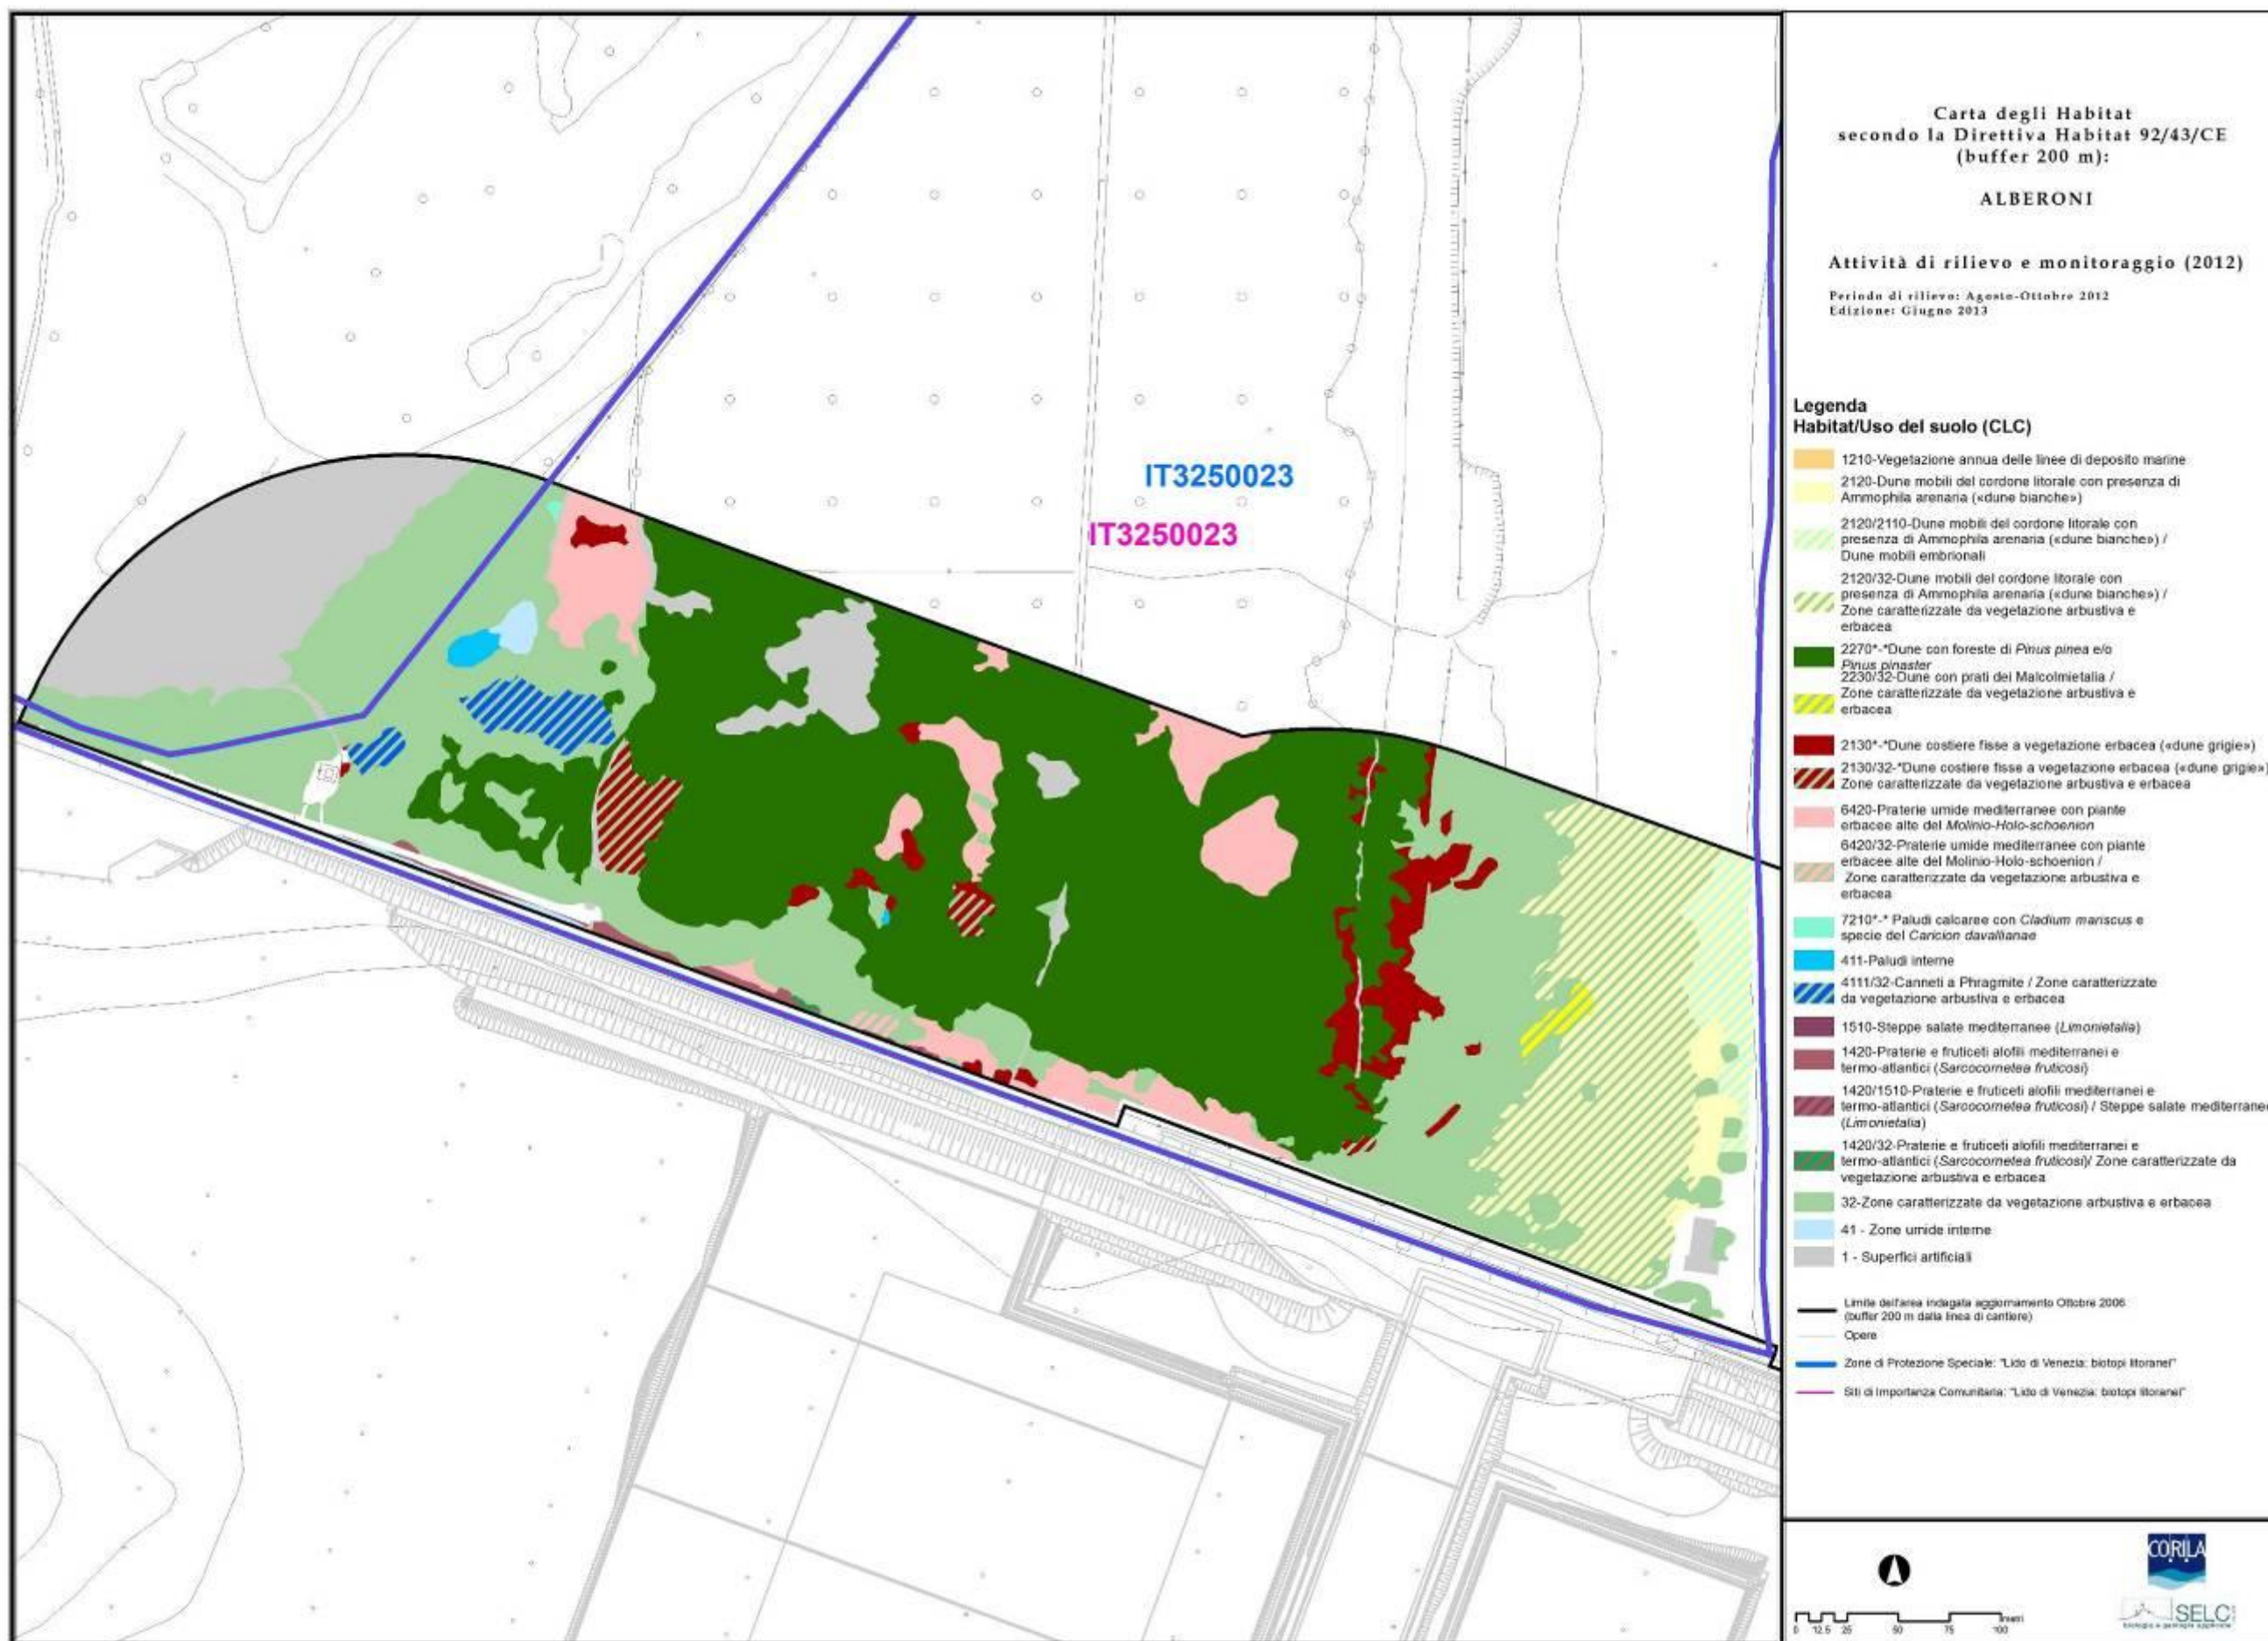 Carta degli Habitat
secondo la Direttiva Habitat 92/43/CE
(buffer 200 m):
ALBERONI
Attività di rilievo e monitoraggio (2012)
Periodo di rilievo: Agosto-Ottobre 2012
Edizione: Giugno 2013
IT3250023
IT3250023
Legenda
Habitat/Uso del suolo (CLC)
1210-Vegetazione annua delle linee di deposito marine
2120-Dune mobili del cordone litorale con presenza di
Ammophila arenaria («dune bianche»)
2120/2110-Dune mobili del cordone litorale con
presenza di Ammophila arenaria («dune bianche») /
Dune mobili embrionali
2120/32-Dune mobili del cordone litorale con
presenza di Ammophila arenaria («dune bianche») /
Zone caratterizzate da vegetazione arbustiva e
erbacea
2270*-*Dune con foreste di Pinus pinea e/o
Pinus pinaster
2230/32-Dune con prati dei Malcolmietalia /
Zone caratterizzate da vegetazione arbustiva e
erbacea
2130*-*Dune costiere fisse a vegetazione erbacea («dune grigie»)
2130/32-*Dune costiere fisse a vegetazione erbacea («dune grigie»)
Zone caratterizzate da vegetazione arbustiva e erbacea
6420-Praterie umide mediterranee con piante
erbacee alte del Molinio-Holo-schoenion
6420/32-Praterie umide mediterranee con piante
erbacee alte del Molinio-Holo-schoenion /
Zone caratterizzate da vegetazione arbustiva e
erbacea
7210*-* Paludi calcaree con Cladium mariscus e
specie del Caricion davallianae
411-Paludi interne
4111/32-Canneti a Phragmite / Zone caratterizzate
da vegetazione arbustiva e erbacea
1510-Steppe salate mediterranee (Limonietalia)
1420-Praterie e fruticeti alofili mediterranei e
termo-atlantici (Sarcocornetea fruticosi)
1420/1510-Praterie e fruticeti alofili mediterranei e
termo-atlantici (Sarcocornetea fruticosi) / Steppe salate mediterranee
(Limonietalia)
1420/32-Praterie e fruticeti alofili mediterranei e
termo-atlantici (Sarcocornetea fruticosi)/ Zone caratterizzate da
vegetazione arbustiva e erbacea
32-Zone caratterizzate da vegetazione arbustiva e erbacea
41 - Zone umide interne
1 - Superfici artificiali
Limite dell'area indagata aggiornamento Ottobre 2006
(buffer 200 m dalla linea di cantiere)
Opere
Zone di Protezione Speciale: "Lido di Venezia: biotopi litoranei"
Siti di Importanza Comunitaria: "Lido di Venezia: biotopi litoranei"
0 12.5 25 50 75 100 metri
CORILA
SELC
biologia e geologia applicate